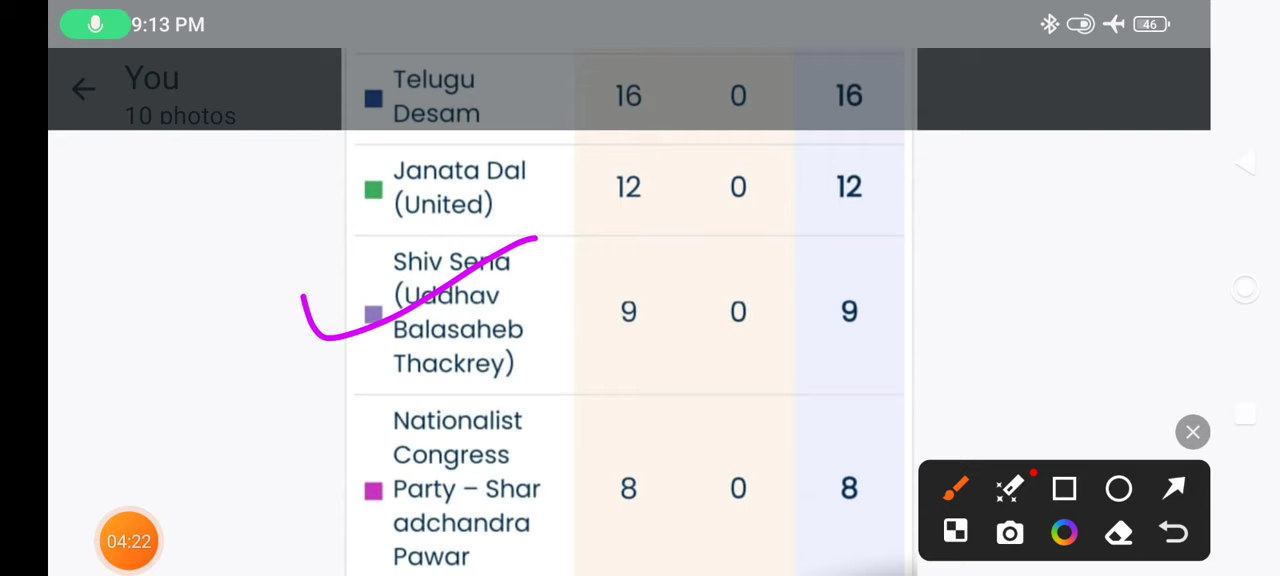 9:13 PM
46
You
10 photos
Telugu
Desam
16 0 16
Janata Dal
(United)
12 0 12
Shiv Sena
(Uddhav
Balasaheb
Thackrey)
9 0 9
Nationalist
Congress
Party – Shar
adchandra
Pawar
8 0 8
04:22